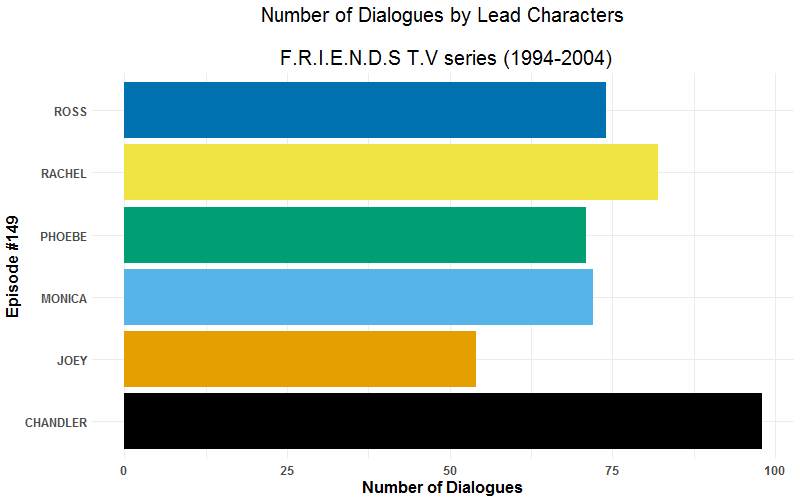 Number of Dialogues by Lead Characters
F.R.I.E.N.D.S T.V series (1994-2004)
Episode #149
ROSS
RACHEL
PHOEBE
MONICA
JOEY
CHANDLER
0 25 50 75 100
Number of Dialogues